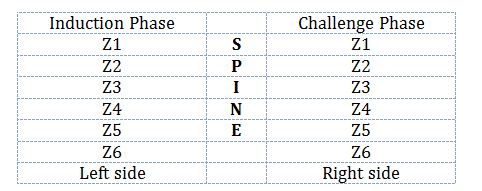 Induction Phase Challenge Phase
Z1 S Z1
Z2 P Z2
Z3 I Z3
Z4 N Z4
Z5 E Z5
Z6 Z6
Left side Right side